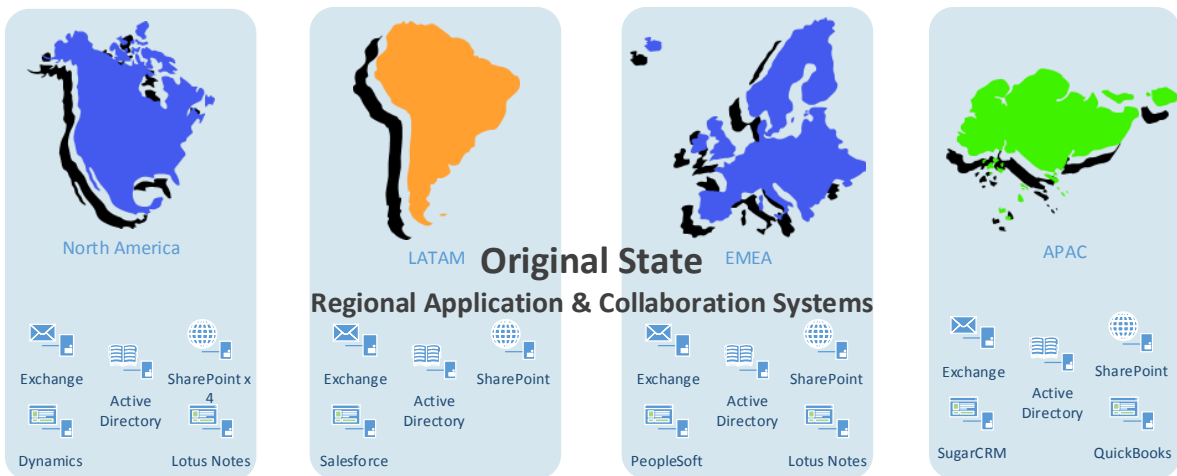 North America
LATAM
EMEA
APAC
Original State
Regional Application & Collaboration Systems
Exchange
Active
Directory
SharePoint x
4
Dynamics
Lotus Notes
Exchange
Active
Directory
SharePoint
Salesforce
Exchange
Active
Directory
SharePoint
PeopleSoft
Lotus Notes
Exchange
Active
Directory
SharePoint
SugarCRM
QuickBooks